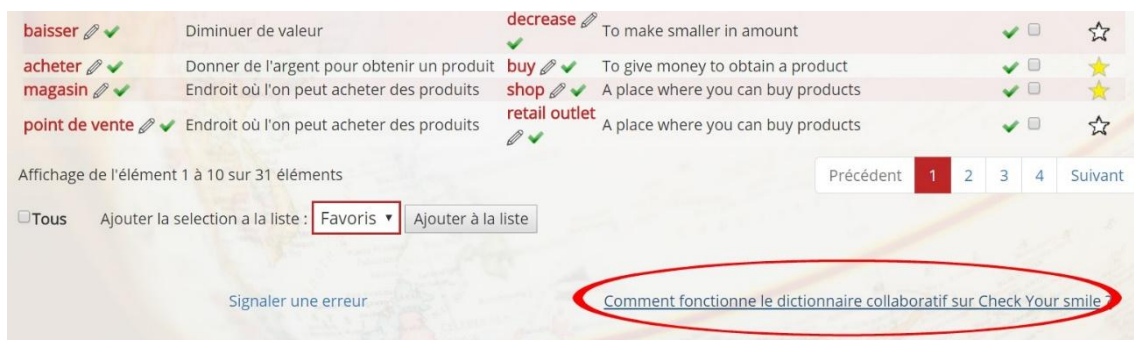 baisser Diminuer de valeur decrease To make smaller in amount
acheter Donner de l'argent pour obtenir un produit buy To give money to obtain a product
magasin Endroit où l'on peut acheter des produits shop A place where you can buy products
point de vente Endroit où l'on peut acheter des produits retail outlet A place where you can buy products
Affichage de l'élément 1 à 10 sur 31 éléments Précédent 1 2 3 4 Suivant
Tous Ajouter la selection a la liste : Favoris Ajouter à la liste
Signaler une erreur Comment fonctionne le dictionnaire collaboratif sur Check Your smile ?